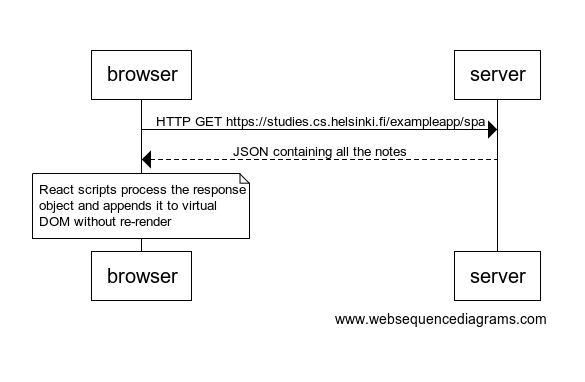 browser
server
HTTP GET https://studies.cs.helsinki.fi/exampleapp/spa
JSON containing all the notes
React scripts process the response
object and appends it to virtual
DOM without re-render
browser
server
www.websequencediagrams.com